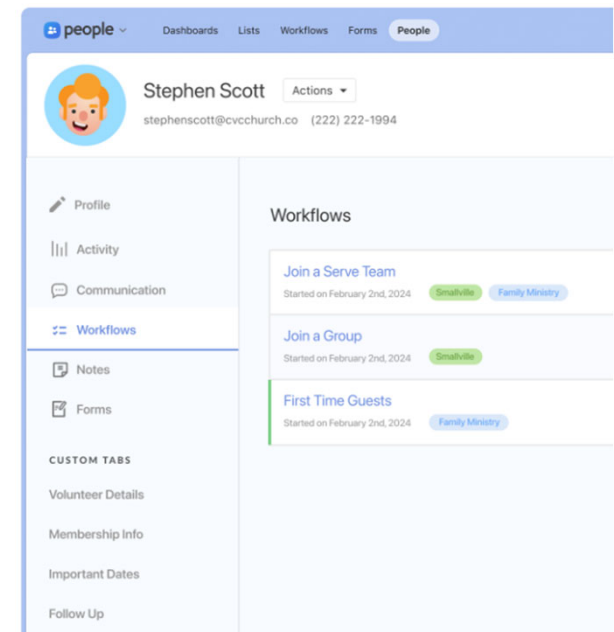 people
Dashboards Lists Workflows Forms People
Stephen Scott
Actions
stephenscott@cvcchurch.co (222) 222-1994
Profile
Activity
Communication
Workflows
Notes
Forms
CUSTOM TABS
Volunteer Details
Membership Info
Important Dates
Follow Up
Workflows
Join a Serve Team
Started on February 2nd, 2024 Smallville Family Ministry
Join a Group
Started on February 2nd, 2024 Smallville
First Time Guests
Started on February 2nd, 2024 Family Ministry